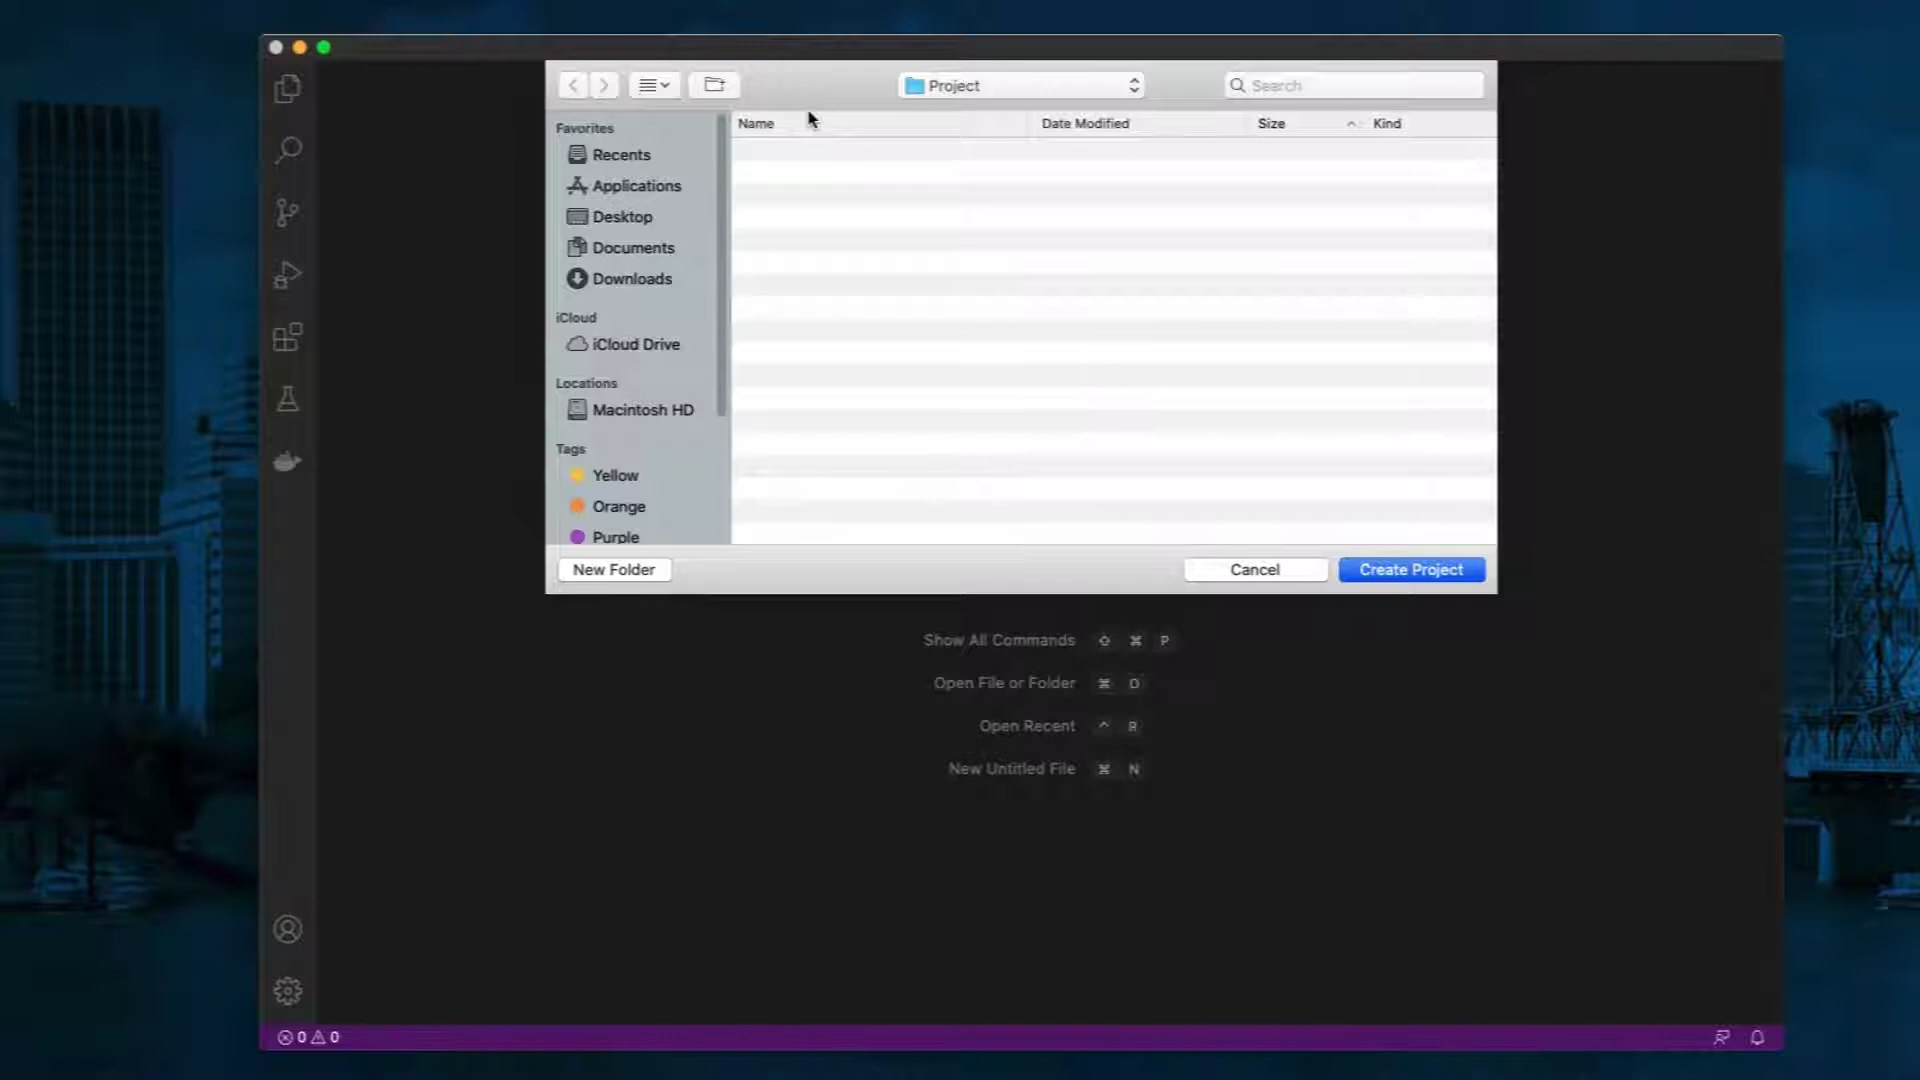 Project
Search
Favorites
Name
Date Modified
Size
Kind
Recents
Applications
Desktop
Documents
Downloads
iCloud
iCloud Drive
Locations
Macintosh HD
Tags
Yellow
Orange
Purple
New Folder
Cancel
Create Project
Show All Commands ⇧ ⌘ P
Open File or Folder ⌘ O
Open Recent ^ R
New Untitled File ⌘ N
0 0